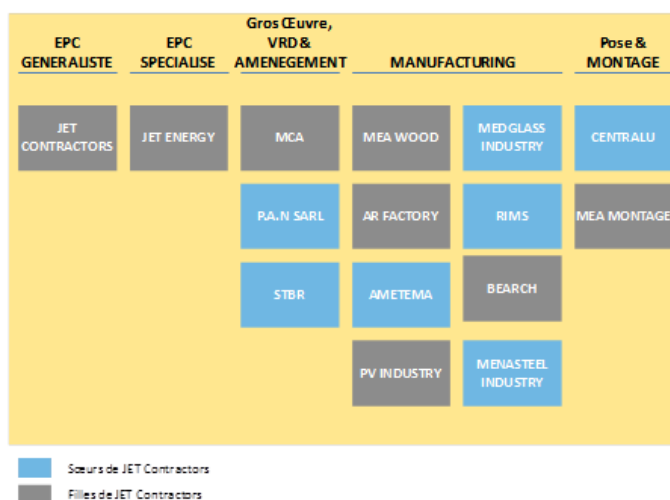 EPC
GENERALISTE
EPC
SPECIALISE
Gros Œuvre,
VRD &
AMENEGEMENT
MANUFACTURING
Pose &
MONTAGE
JET
CONTRACTORS
JET ENERGY
MCA
MEA WOOD
MEDGLASS
INDUSTRY
CENTRALU
P.A.N SARL
AR FACTORY
RIMS
MEA MONTAGE
STBR
AMETEMA
BEARCH
PV INDUSTRY
MENASTEEL
INDUSTRY
Sœurs de JET Contractors
Filles de JET Contractors